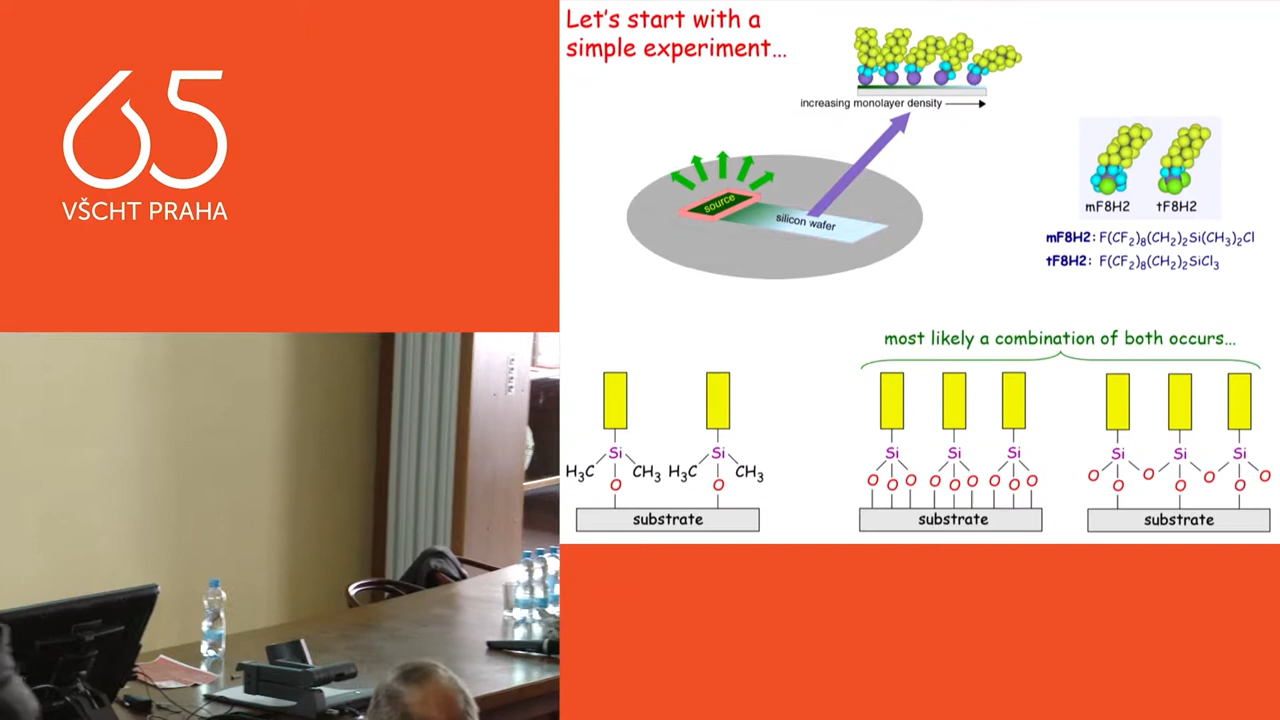 65
VŠCHT PRAHA
Let's start with a
simple experiment...
increasing monolayer density
source
silicon wafer
mF8H2
tF8H2
mF8H2: F(CF₂)₈(CH₂)₂Si(CH₃)₂Cl
tF8H2: F(CF₂)₈(CH₂)₂SiCl₃
most likely a combination of both occurs...
Si Si Si Si Si Si Si Si
H₃C CH₃ H₃C CH₃
O O O O O O O O O O O
O O O O O O O O O
substrate substrate substrate